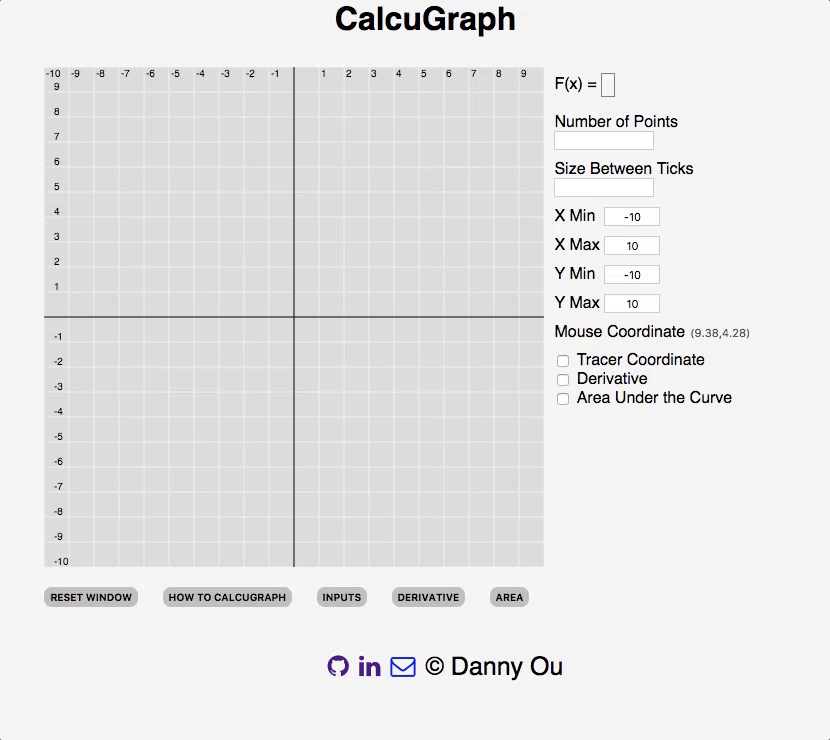 CalcuGraph
-10 -9 -8 -7 -6 -5 -4 -3 -2 -1 1 2 3 4 5 6 7 8 9
9
8
7
6
5
4
3
2
1
-1
-2
-3
-4
-5
-6
-7
-8
-9
-10
F(x) =
Number of Points
Size Between Ticks
X Min -10
X Max 10
Y Min -10
Y Max 10
Mouse Coordinate (9.38,4.28)
Tracer Coordinate
Derivative
Area Under the Curve
RESET WINDOW HOW TO CALCUGRAPH INPUTS DERIVATIVE AREA
in © Danny Ou